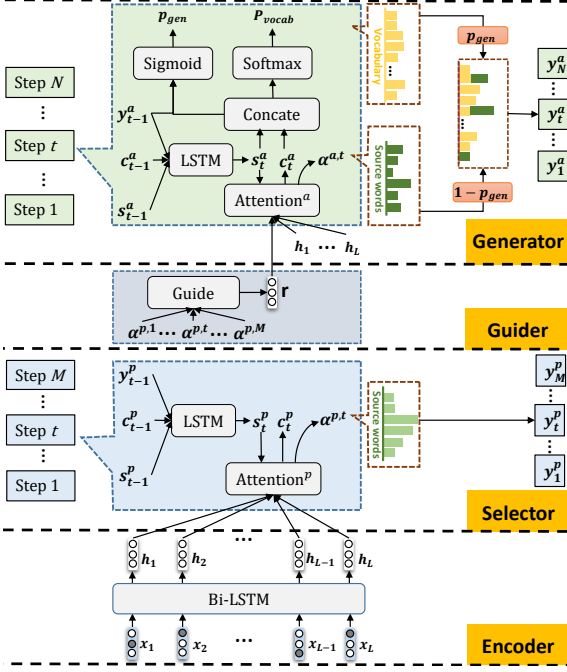 p_gen
P_vocab
Sigmoid
Softmax
Vocabulary
...
p_gen
y^a_N
Step N
⋮
y^a_{t-1}
Concate
...
⋮
y^a_t
Step t
c^a_{t-1}
LSTM
s^a_t
c^a_t
α^{a,t}
Source words
⋮
y^a_1
⋮
Step 1
s^a_{t-1}
Attention^a
1 − p_gen
h_1 ... h_L
Generator
Guide
r
α^{p,1} ... α^{p,t} ... α^{p,M}
Guider
Step M
⋮
y^p_{t-1}
y^p_M
⋮
Step t
c^p_{t-1}
LSTM
s^p_t
c^p_t
α^{p,t}
Source words
y^p_t
⋮
Step 1
s^p_{t-1}
Attention^p
y^p_1
Selector
...
h_1
h_2
h_{L-1}
h_L
Bi-LSTM
x_1
x_2
...
x_{L-1}
x_L
Encoder